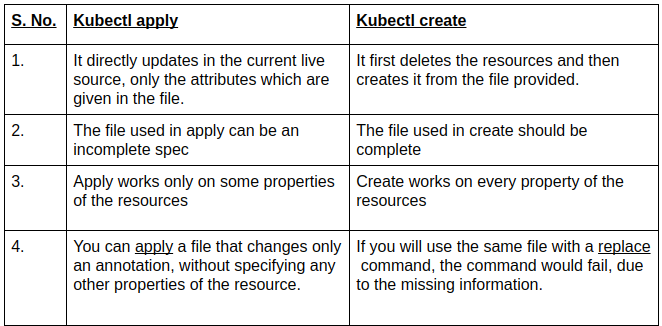 S. No. Kubectl apply Kubectl create
1. It directly updates in the current live It first deletes the resources and then
source, only the attributes which are creates it from the file provided.
given in the file.
2. The file used in apply can be an The file used in create should be
incomplete spec complete
3. Apply works only on some properties Create works on every property of the
of the resources resources
4. You can apply a file that changes only If you will use the same file with a replace
an annotation, without specifying any command, the command would fail, due
other properties of the resource. to the missing information.